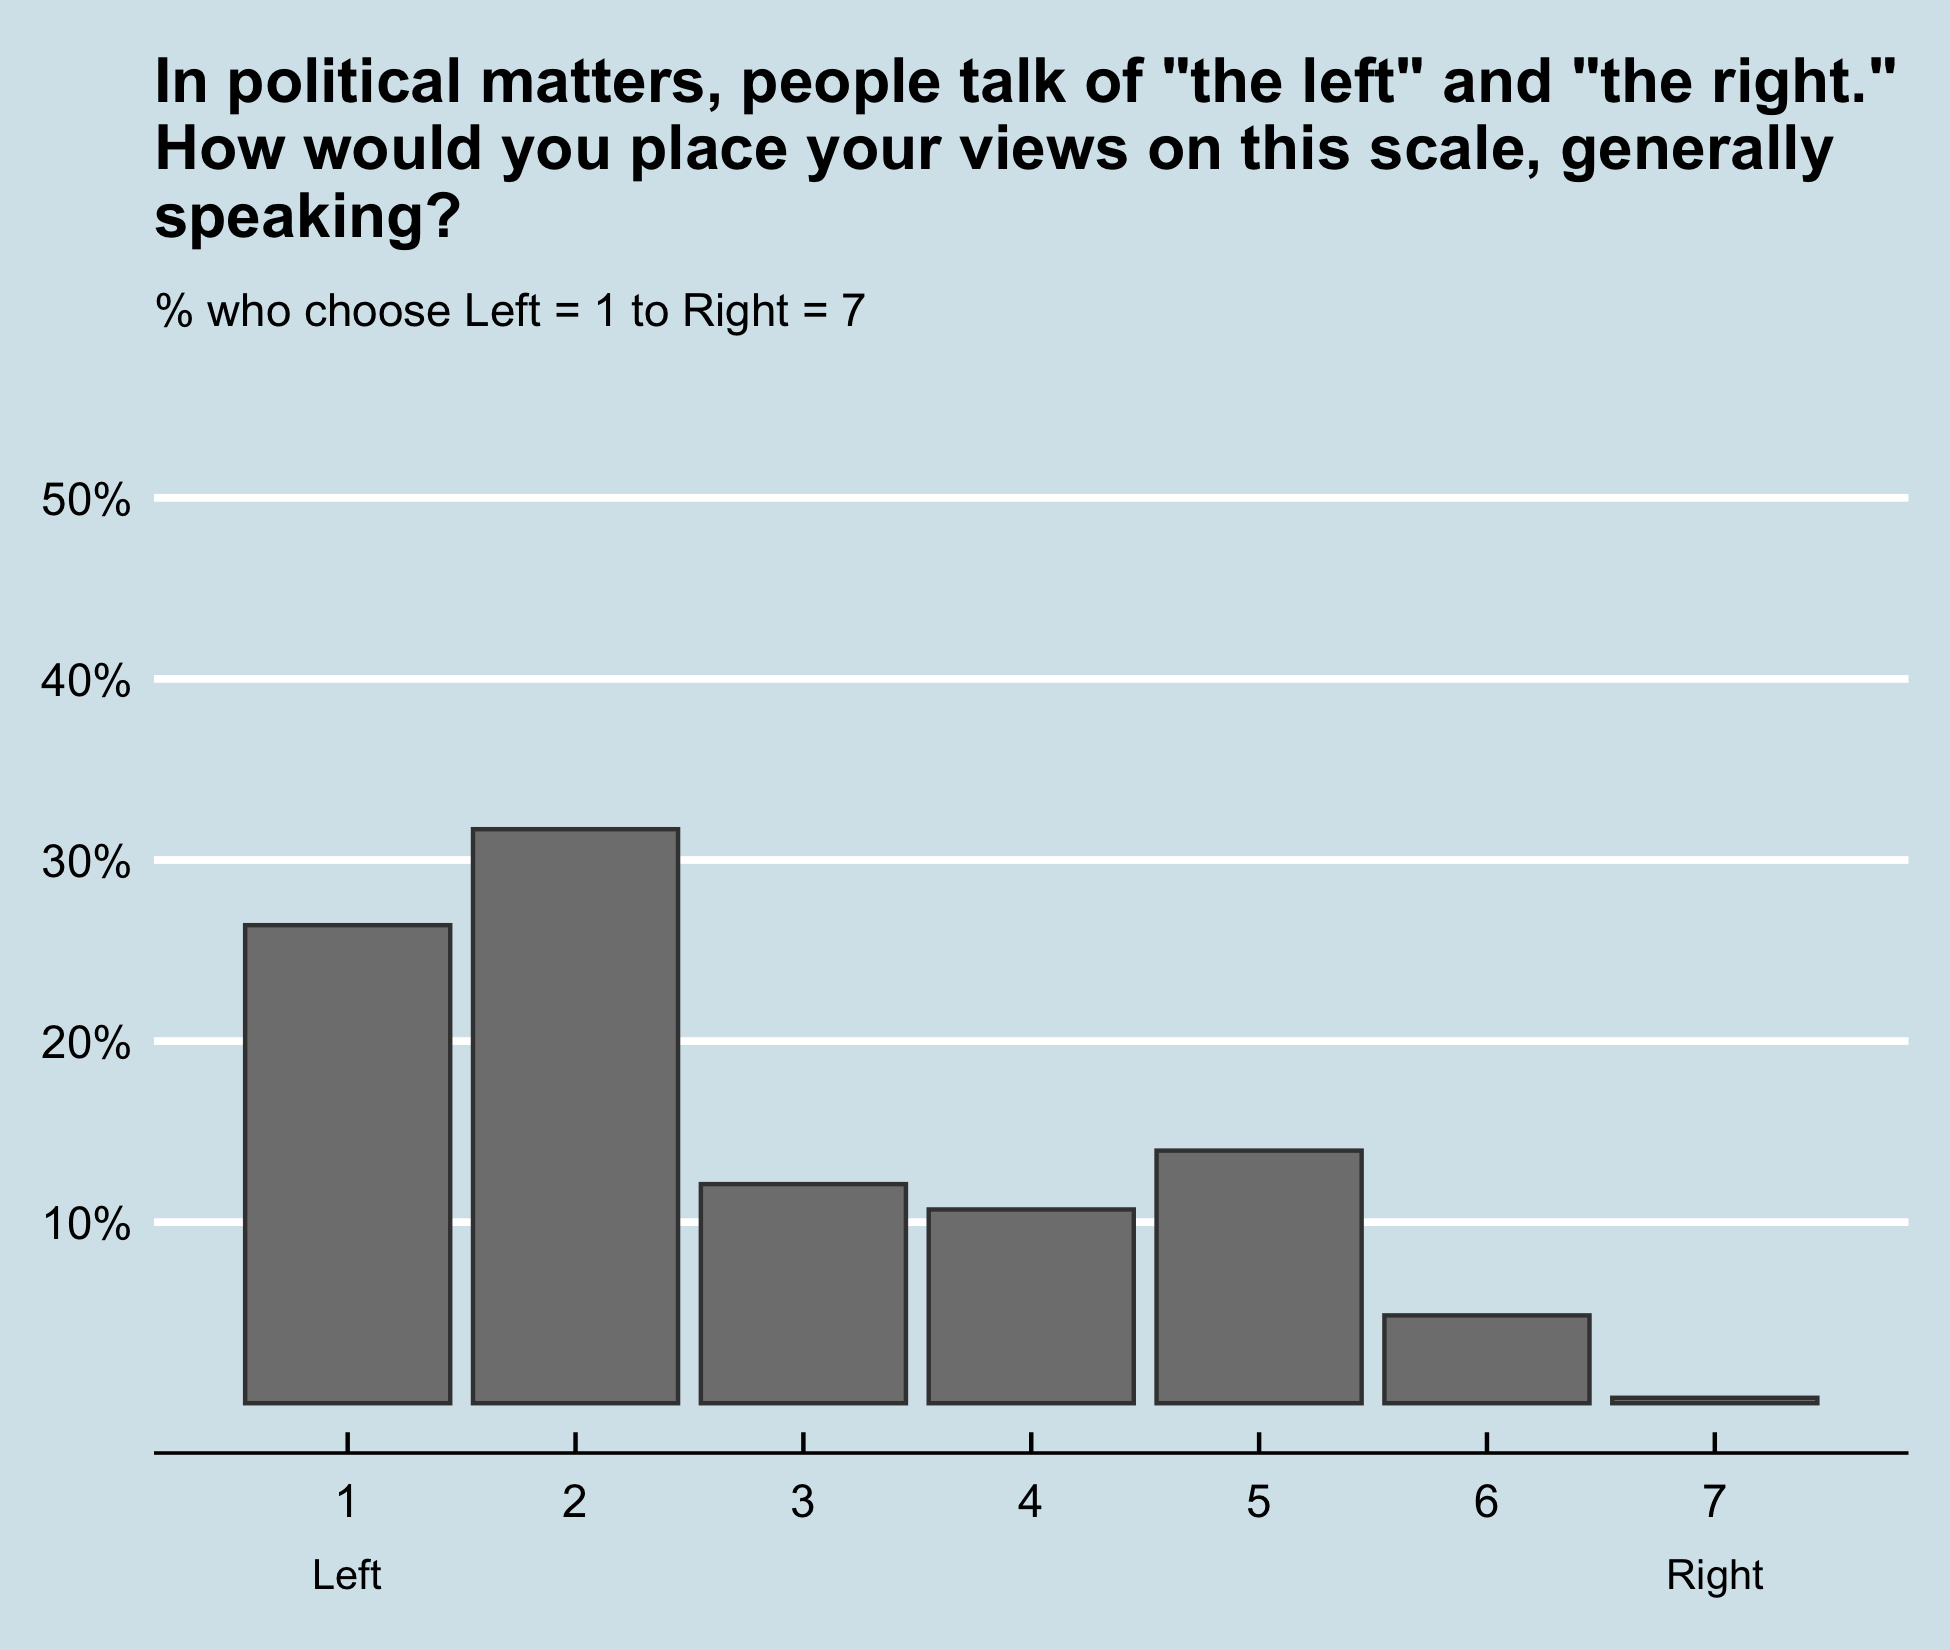 In political matters, people talk of "the left" and "the right."
How would you place your views on this scale, generally
speaking?
% who choose Left = 1 to Right = 7
50%
40%
30%
20%
10%
1 2 3 4 5 6 7
Left Right